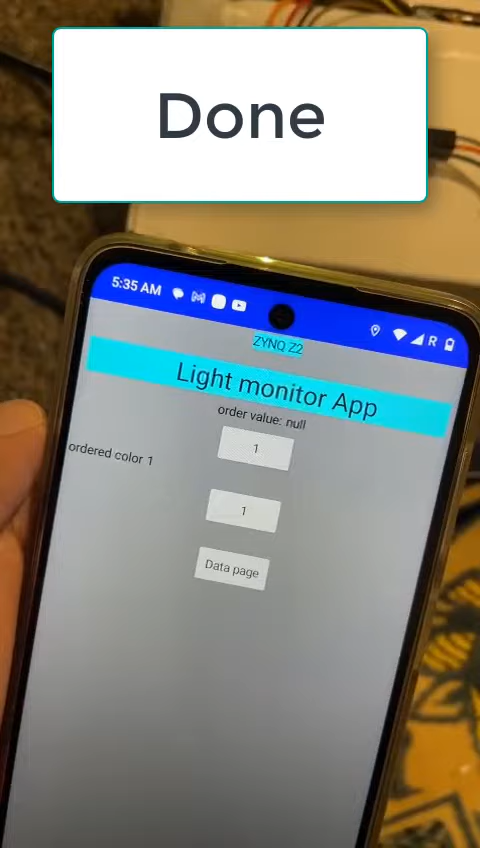 Done
5:35 AM
R
ZYNQ Z2
Light monitor App
order value: null
1
ordered color 1
1
Data page